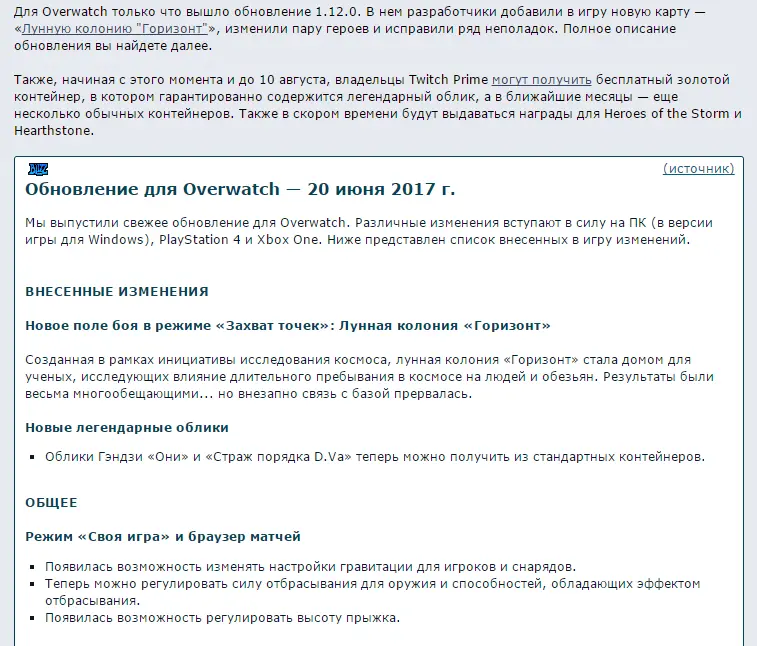 Для Overwatch только что вышло обновление 1.12.0. В нем разработчики добавили в игру новую карту —
«Лунную колонию "Горизонт"», изменили пару героев и исправили ряд неполадок. Полное описание
обновления вы найдете далее.
Также, начиная с этого момента и до 10 августа, владельцы Twitch Prime могут получить бесплатный золотой
контейнер, в котором гарантированно содержится легендарный облик, а в ближайшие месяцы — еще
несколько обычных контейнеров. Также в скором времени будут выдаваться награды для Heroes of the Storm и
Hearthstone.
BLIZ (источник)
Обновление для Overwatch — 20 июня 2017 г.
Мы выпустили свежее обновление для Overwatch. Различные изменения вступают в силу на ПК (в версии
игры для Windows), PlayStation 4 и Xbox One. Ниже представлен список внесенных в игру изменений.
ВНЕСЕННЫЕ ИЗМЕНЕНИЯ
Новое поле боя в режиме «Захват точек»: Лунная колония «Горизонт»
Созданная в рамках инициативы исследования космоса, лунная колония «Горизонт» стала домом для
ученых, исследующих влияние длительного пребывания в космосе на людей и обезьян. Результаты были
весьма многообещающими... но внезапно связь с базой прервалась.
Новые легендарные облики
▪ Облики Гэндзи «Они» и «Страж порядка D.Va» теперь можно получить из стандартных контейнеров.
ОБЩЕЕ
Режим «Своя игра» и браузер матчей
▪ Появилась возможность изменять настройки гравитации для игроков и снарядов.
▪ Теперь можно регулировать силу отбрасывания для оружия и способностей, обладающих эффектом
отбрасывания.
▪ Появилась возможность регулировать высоту прыжка.